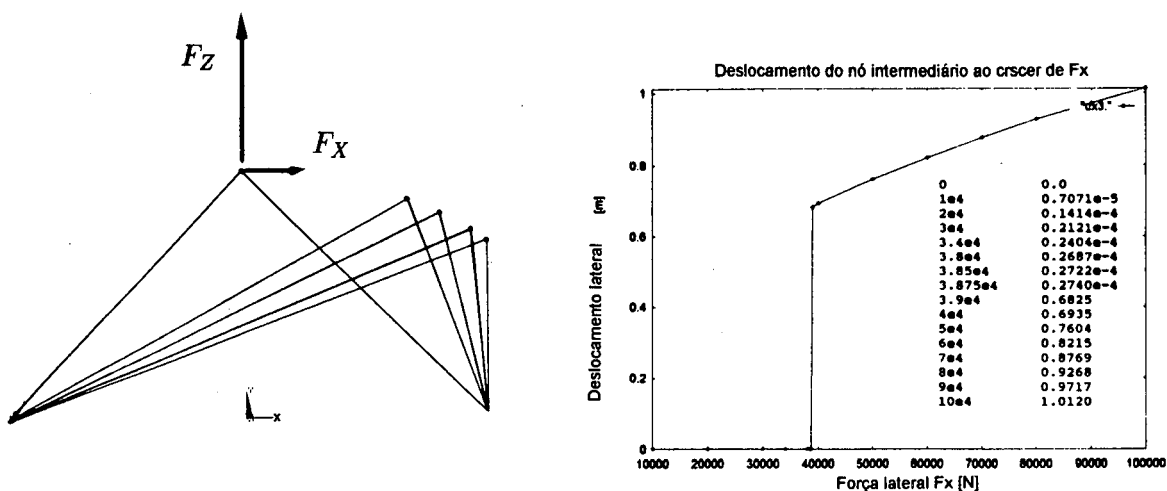 F_Z
F_X
x
Deslocamento do nó intermediário ao crscer de Fx
"dx3."
1
0.8
0.6
0.4
0.2
0
Deslocamento lateral
[m]
0 0.0
1e4 0.7071e-5
2e4 0.1414e-4
3e4 0.2121e-4
3.4e4 0.2404e-4
3.8e4 0.2687e-4
3.85e4 0.2722e-4
3.875e4 0.2740e-4
3.9e4 0.6825
4e4 0.6935
5e4 0.7604
6e4 0.8215
7e4 0.8769
8e4 0.9268
9e4 0.9717
10e4 1.0120
10000 20000 30000 40000 50000 60000 70000 80000 90000 100000
Força lateral Fx [N]